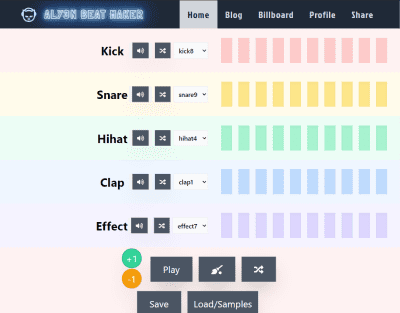 ALYON BEAT MAKER
Home Blog Billboard Profile Share
Kick kick8
Snare snare9
Hihat hihat4
Clap clap1
Effect effect7
+1
Play
-1
Save Load/Samples